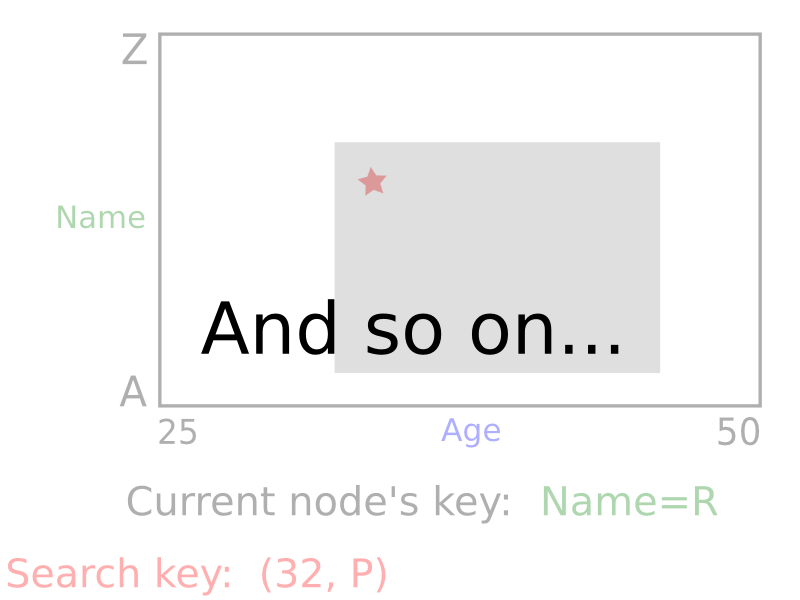 Z
Name
And so on...
A
25 Age 50
Current node's key: Name=R
Search key: (32, P)